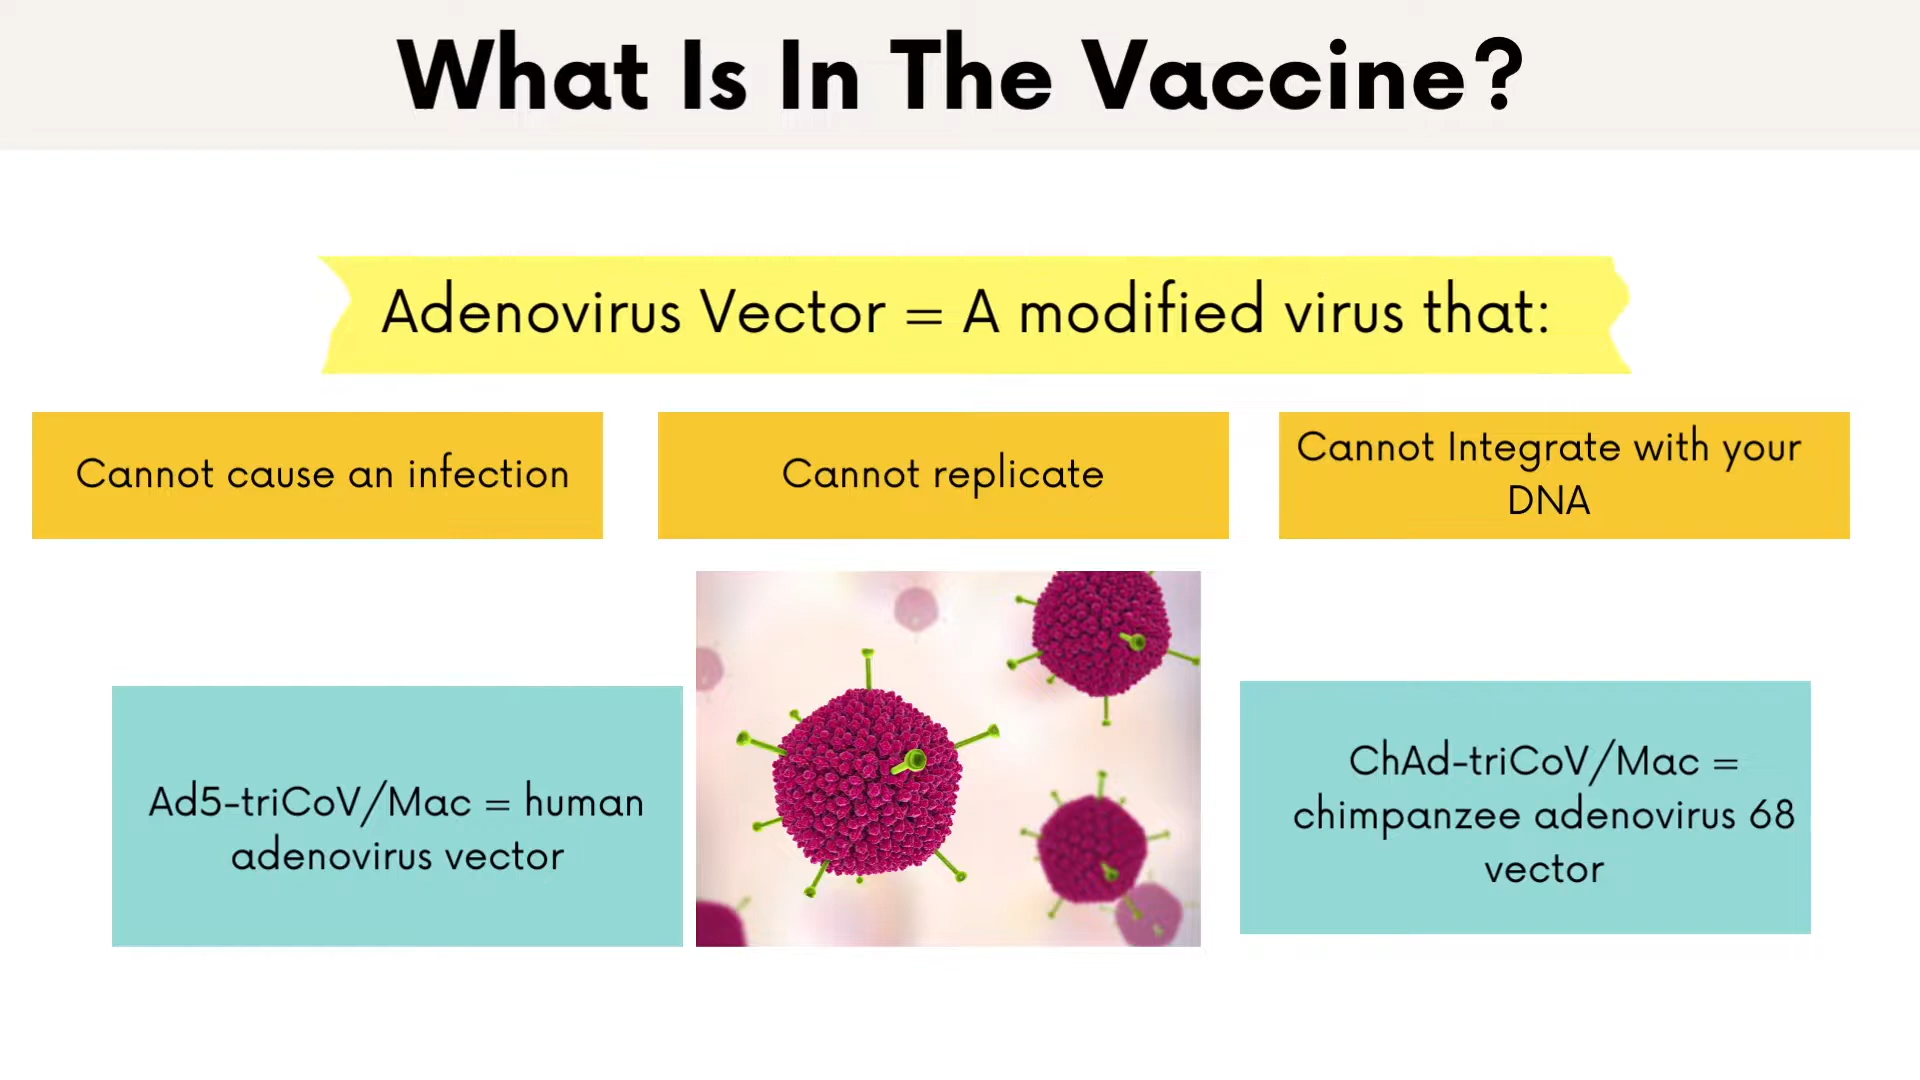 What Is In The Vaccine?
Adenovirus Vector = A modified virus that:
Cannot cause an infection
Cannot replicate
Cannot Integrate with your
DNA
Ad5-triCoV/Mac = human
adenovirus vector
ChAd-triCoV/Mac =
chimpanzee adenovirus 68
vector